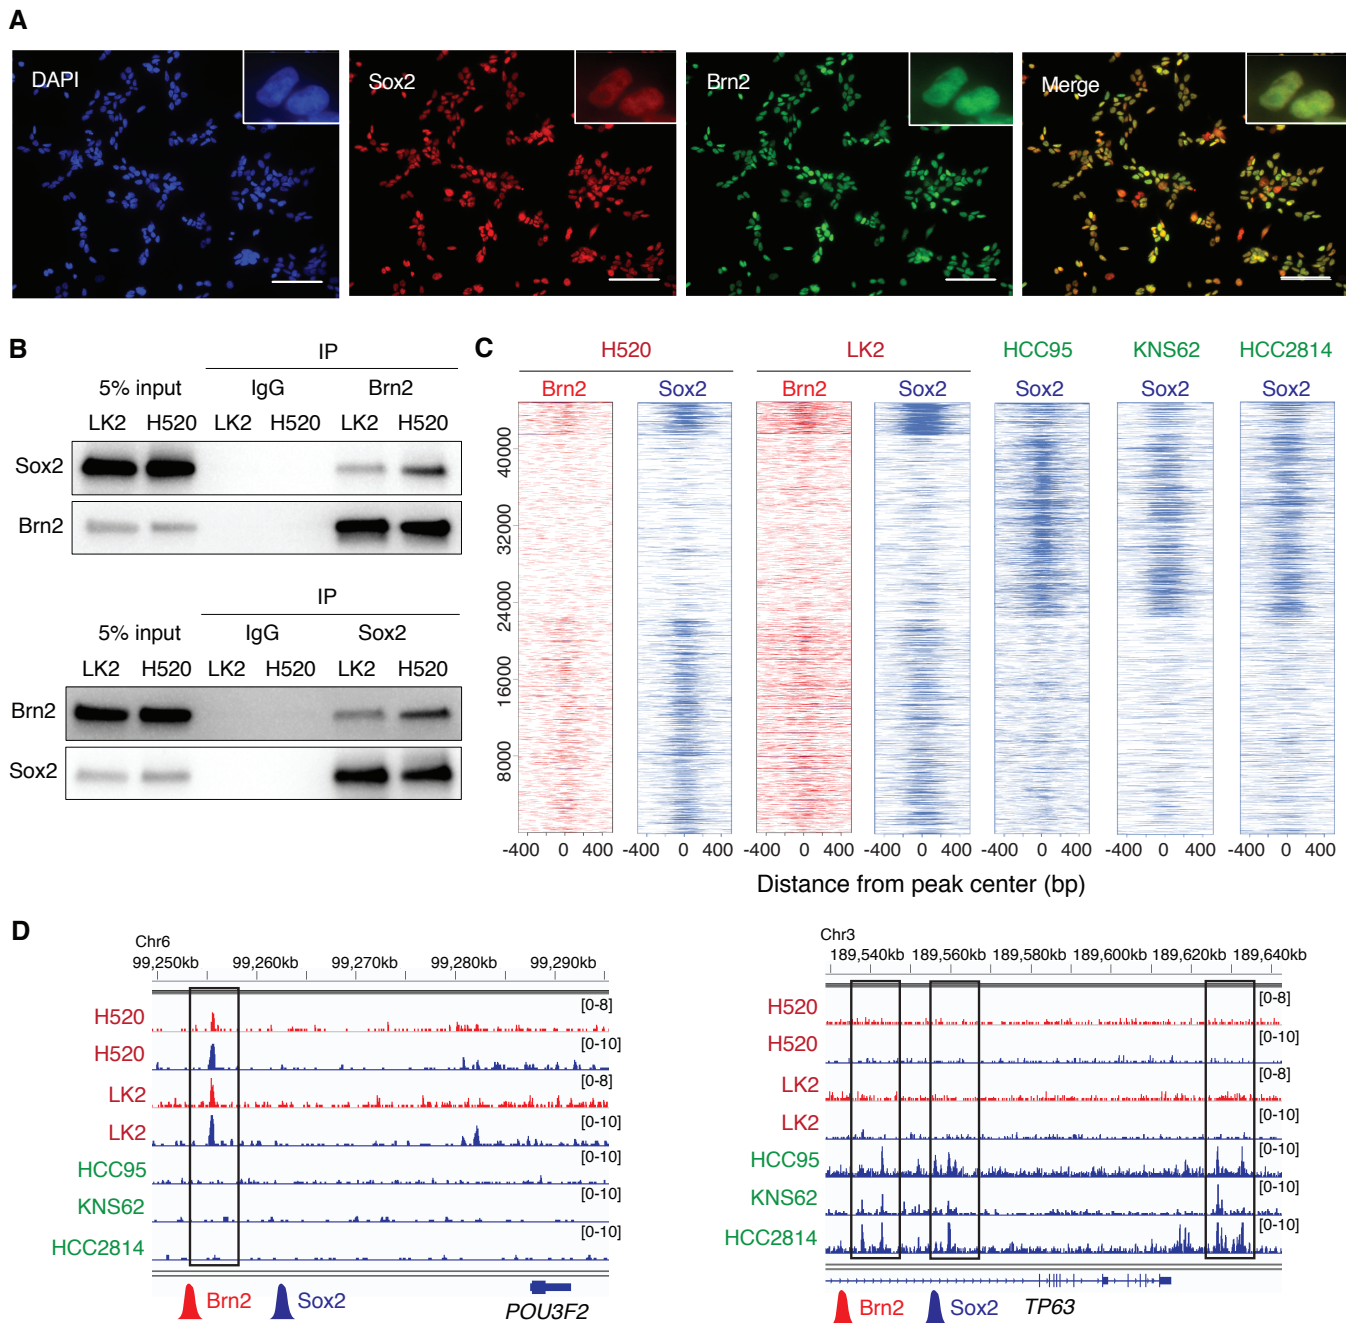 A
DAPI
Sox2
Brn2
Merge
B
IP
5% input
IgG
Brn2
LK2 H520 LK2 H520 LK2 H520
Sox2
Brn2
IP
5% input
IgG
Sox2
LK2 H520 LK2 H520 LK2 H520
Brn2
Sox2
C
H520 LK2 HCC95 KNS62 HCC2814
Brn2 Sox2 Brn2 Sox2 Sox2 Sox2 Sox2
40000
32000
24000
16000
8000
-400 0 400 -400 0 400 -400 0 400 -400 0 400 -400 0 400 -400 0 400 -400 0 400
Distance from peak center (bp)
D
Chr6
99,250kb 99,260kb 99,270kb 99,280kb 99,290kb
H520 [0-8]
H520 [0-10]
LK2 [0-8]
LK2 [0-10]
HCC95 [0-10]
KNS62 [0-10]
HCC2814 [0-10]
Brn2 Sox2 POU3F2
Chr3
189,540kb 189,560kb 189,580kb 189,600kb 189,620kb 189,640kb
H520 [0-8]
H520 [0-10]
LK2 [0-8]
LK2 [0-10]
HCC95 [0-10]
KNS62 [0-10]
HCC2814 [0-10]
Brn2 Sox2 TP63